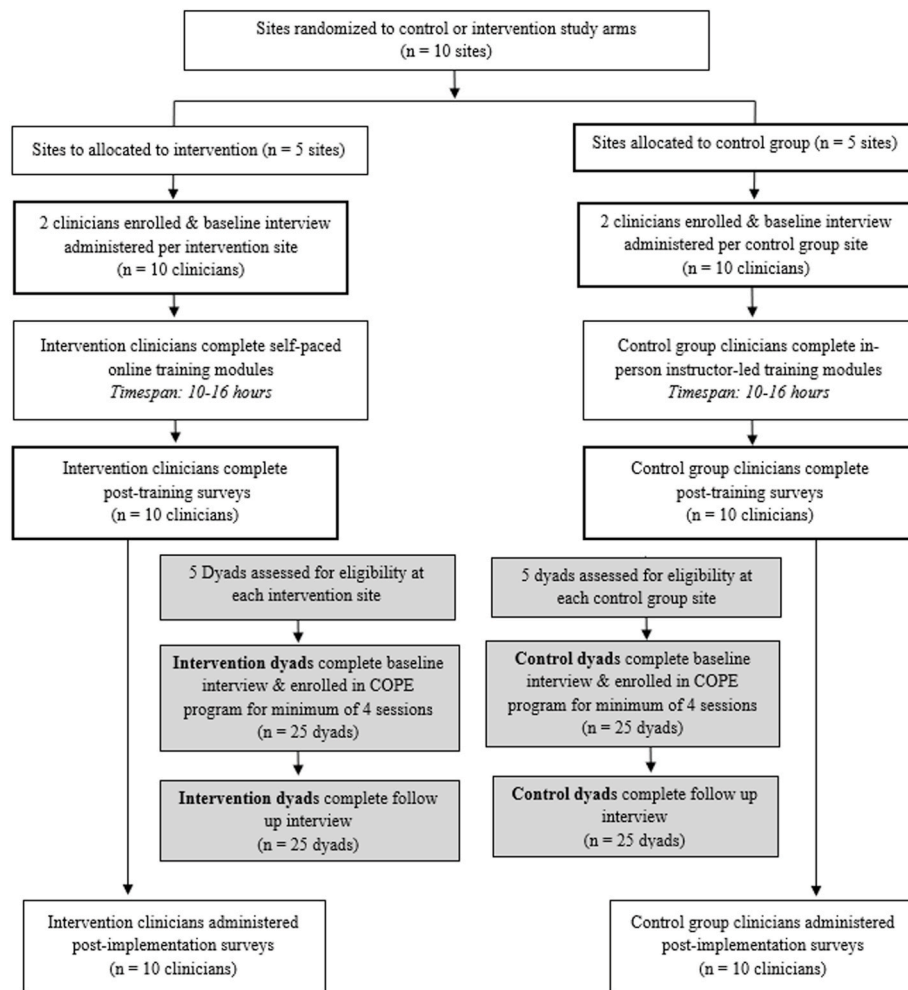 Sites randomized to control or intervention study arms
(n = 10 sites)
Sites to allocated to intervention (n = 5 sites)
Sites allocated to control group (n = 5 sites)
2 clinicians enrolled & baseline interview
administered per intervention site
(n = 10 clinicians)
2 clinicians enrolled & baseline interview
administered per control group site
(n = 10 clinicians)
Intervention clinicians complete self-paced
online training modules
Timespan: 10-16 hours
Control group clinicians complete in-
person instructor-led training modules
Timespan: 10-16 hours
Intervention clinicians complete
post-training surveys
(n = 10 clinicians)
Control group clinicians complete
post-training surveys
(n = 10 clinicians)
5 Dyads assessed for eligibility at
each intervention site
5 dyads assessed for eligibility at
each control group site
Intervention dyads complete baseline
interview & enrolled in COPE
program for minimum of 4 sessions
(n = 25 dyads)
Control dyads complete baseline
interview & enrolled in COPE
program for minimum of 4 sessions
(n = 25 dyads)
Intervention dyads complete follow
up interview
(n = 25 dyads)
Control dyads complete follow up
interview
(n = 25 dyads)
Intervention clinicians administered
post-implementation surveys
(n = 10 clinicians)
Control group clinicians administered
post-implementation surveys
(n = 10 clinicians)